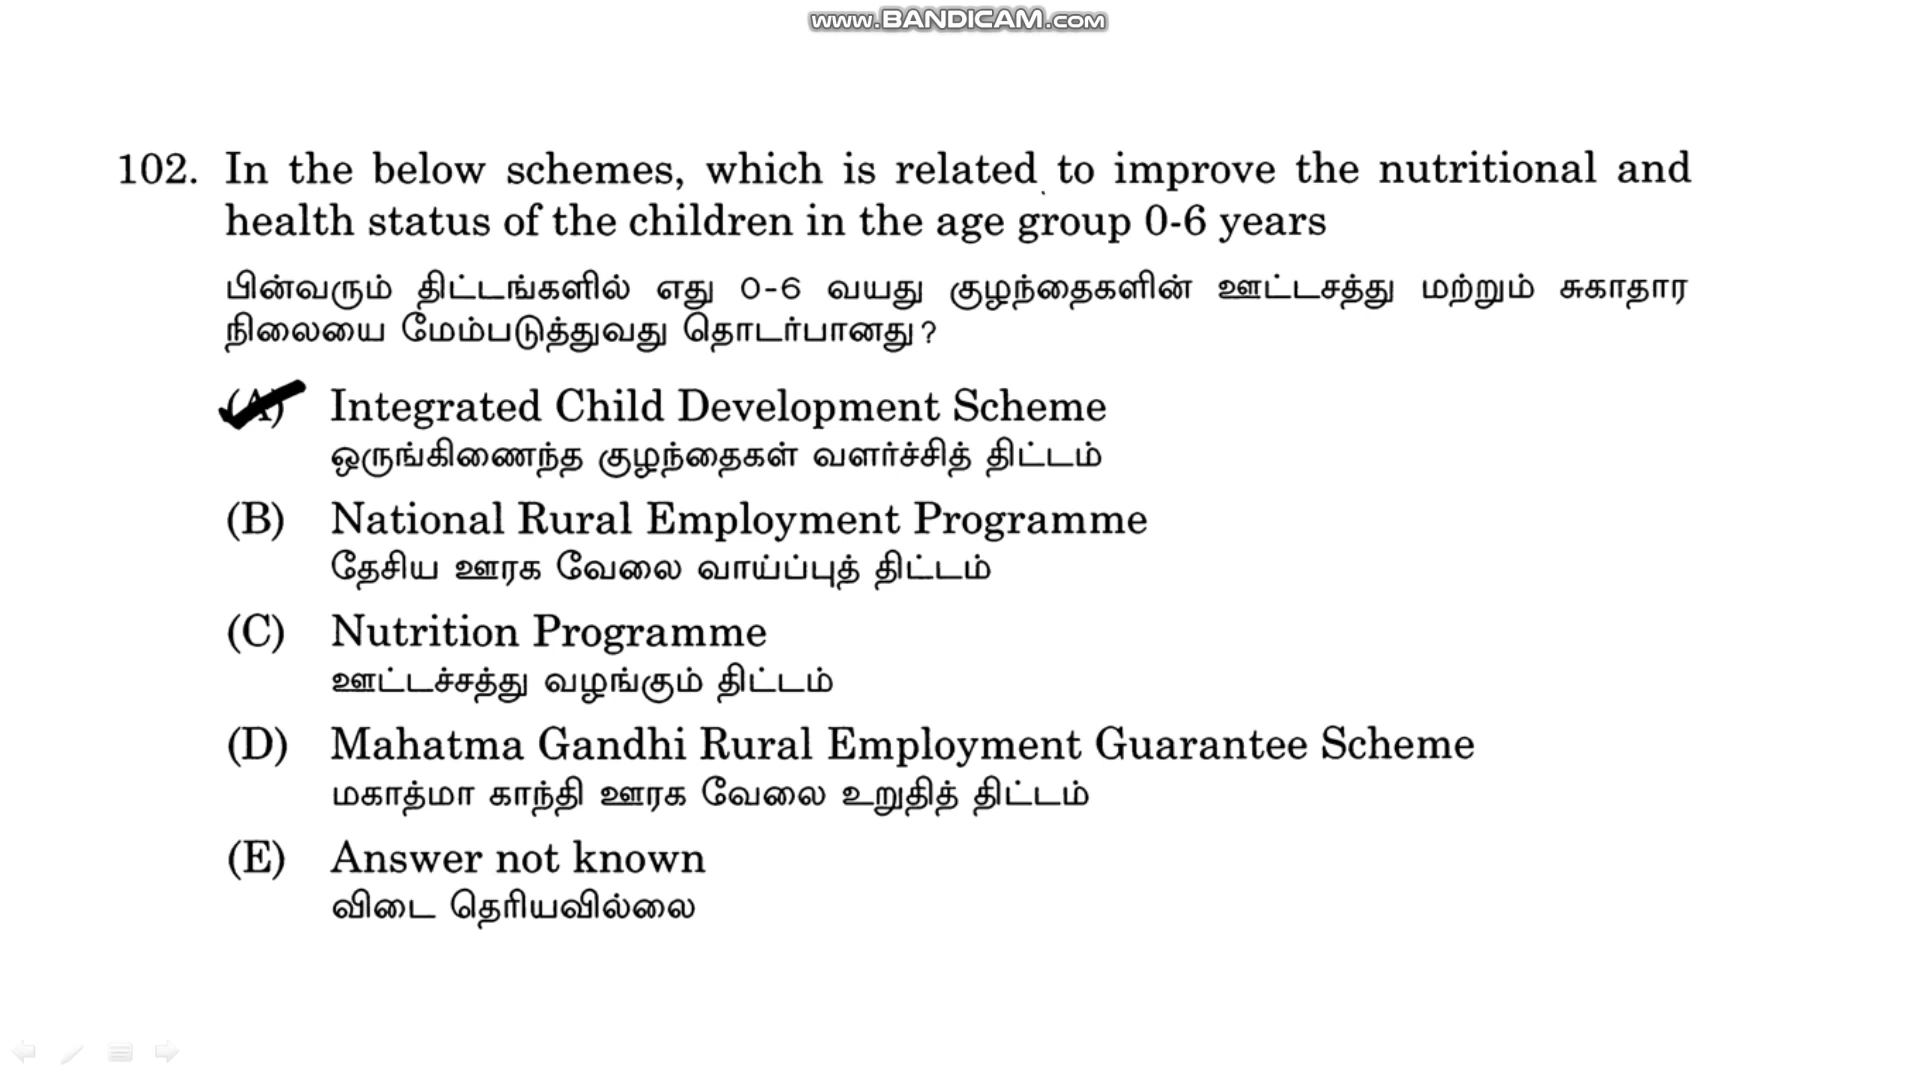 www.BANDICAM.com
102. In the below schemes, which is related to improve the nutritional and
health status of the children in the age group 0-6 years
பின்வரும் திட்டங்களில் எது 0-6 வயது குழந்தைகளின் ஊட்டசத்து மற்றும் சுகாதார
நிலையை மேம்படுத்துவது தொடர்பானது?
(A) Integrated Child Development Scheme
ஒருங்கிணைந்த குழந்தைகள் வளர்ச்சித் திட்டம்
(B) National Rural Employment Programme
தேசிய ஊரக வேலை வாய்ப்புத் திட்டம்
(C) Nutrition Programme
ஊட்டச்சத்து வழங்கும் திட்டம்
(D) Mahatma Gandhi Rural Employment Guarantee Scheme
மகாத்மா காந்தி ஊரக வேலை உறுதித் திட்டம்
(E) Answer not known
விடை தெரியவில்லை